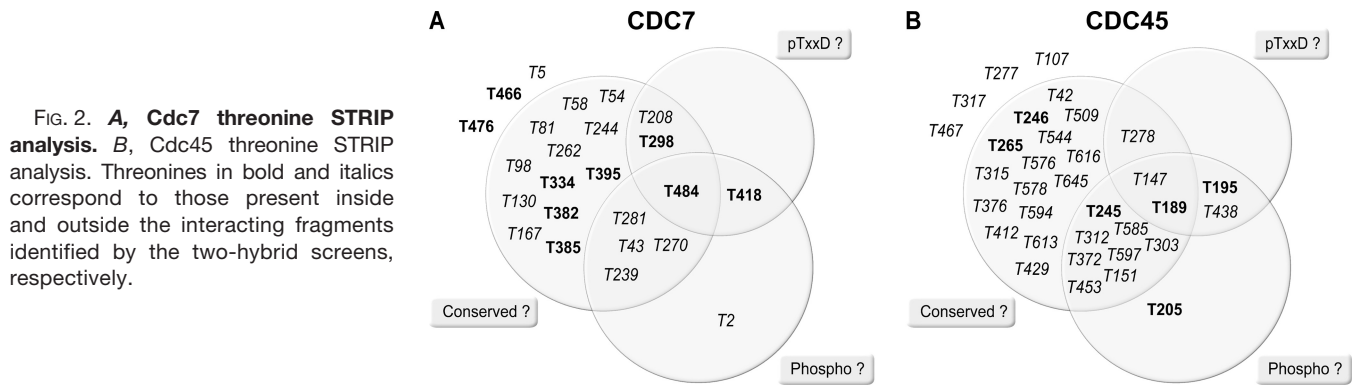 FIG. 2. A, Cdc7 threonine STRIP
analysis. B, Cdc45 threonine STRIP
analysis. Threonines in bold and italics
correspond to those present inside
and outside the interacting fragments
identified by the two-hybrid screens,
respectively.
A
CDC7
pTxxD ?
T5
T466
T476
T58
T54
T81
T244
T262
T98
T334
T395
T130
T382
T167
T385
T208
T298
T484
T418
T281
T43
T270
T239
T2
Conserved ?
Phospho ?
B
CDC45
pTxxD ?
T107
T277
T317
T467
T42
T246
T509
T265
T544
T576
T616
T315
T578
T645
T376
T594
T412
T613
T429
T278
T147
T189
T195
T438
T245
T585
T312
T303
T372
T597
T151
T453
T205
Conserved ?
Phospho ?